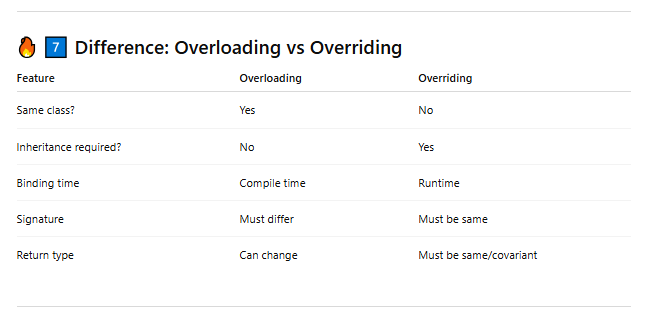 🔥 7️⃣ Difference: Overloading vs Overriding
Feature Overloading Overriding
Same class? Yes No
Inheritance required? No Yes
Binding time Compile time Runtime
Signature Must differ Must be same
Return type Can change Must be same/covariant